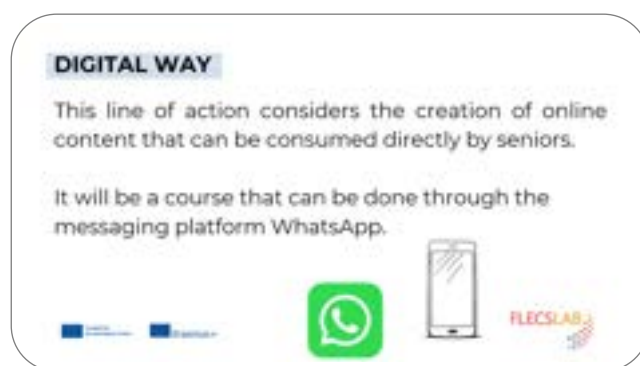 DIGITAL WAY
This line of action considers the creation of online
content that can be consumed directly by seniors.
It will be a course that can be done through the
messaging platform WhatsApp.
FLECSLAB